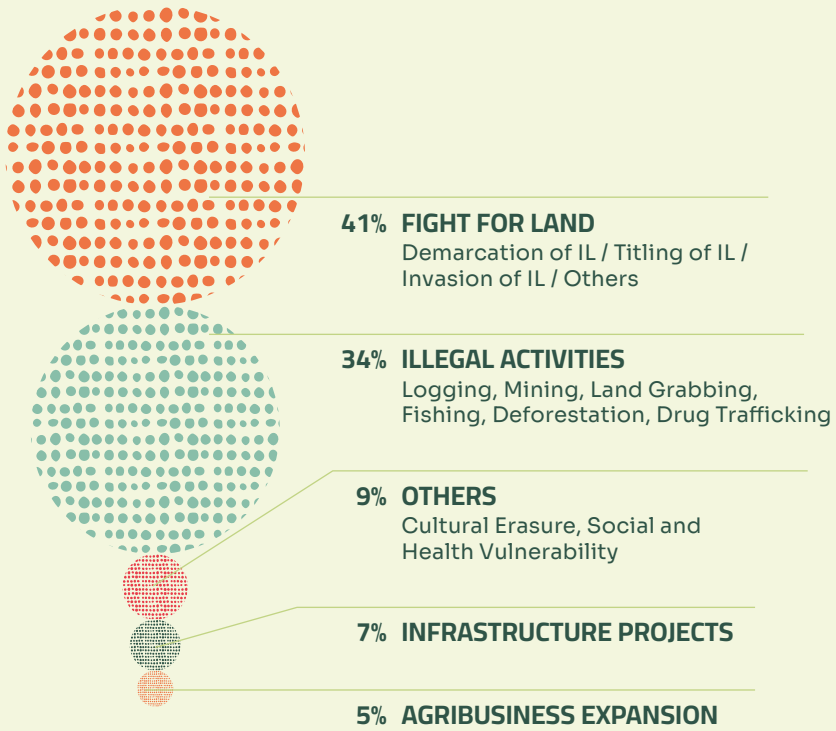 41% FIGHT FOR LAND
Demarcation of IL / Titling of IL /
Invasion of IL / Others
34% ILLEGAL ACTIVITIES
Logging, Mining, Land Grabbing,
Fishing, Deforestation, Drug Trafficking
9% OTHERS
Cultural Erasure, Social and
Health Vulnerability
7% INFRASTRUCTURE PROJECTS
5% AGRIBUSINESS EXPANSION